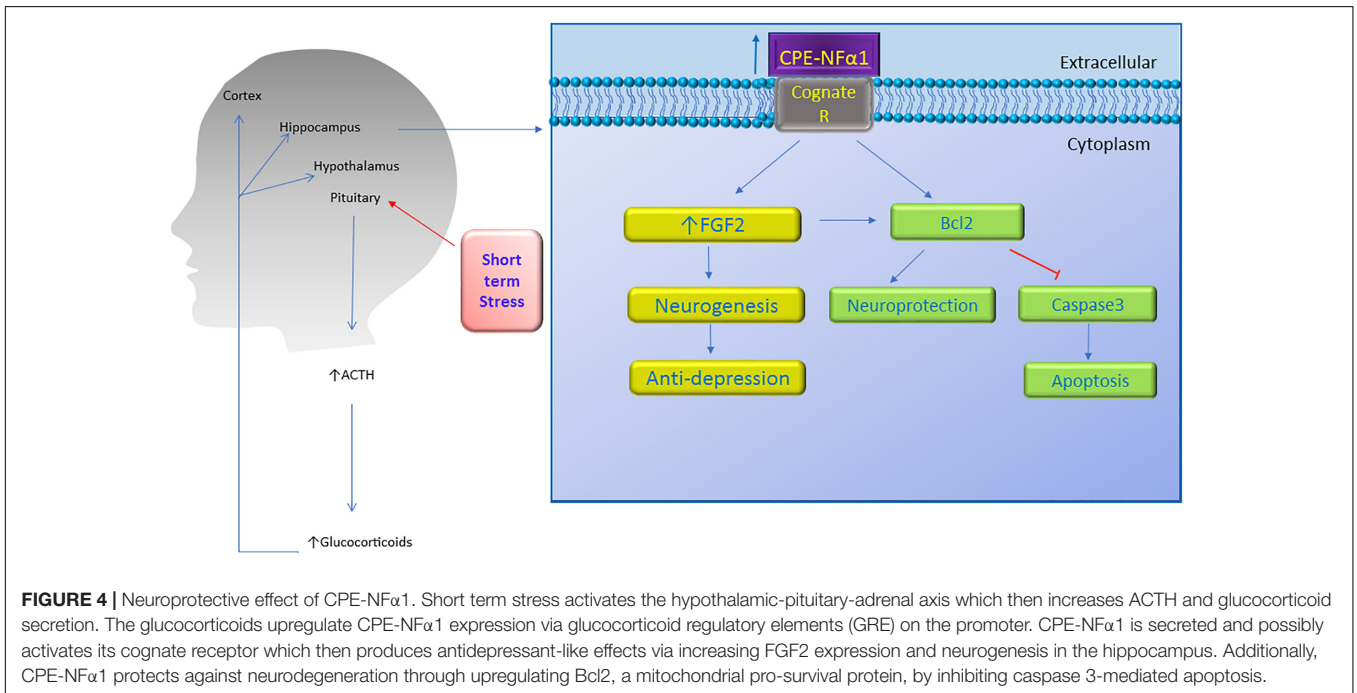 Cortex
Hippocampus
Hypothalamus
Pituitary
Short
term
Stress
↑ACTH
↑Glucocorticoids
CPE-NFα1
Extracellular
Cognate
R
Cytoplasm
↑FGF2
Bcl2
Neurogenesis
Neuroprotection
Caspase3
Anti-depression
Apoptosis
FIGURE 4 | Neuroprotective effect of CPE-NFα1. Short term stress activates the hypothalamic-pituitary-adrenal axis which then increases ACTH and glucocorticoid
secretion. The glucocorticoids upregulate CPE-NFα1 expression via glucocorticoid regulatory elements (GRE) on the promoter. CPE-NFα1 is secreted and possibly
activates its cognate receptor which then produces antidepressant-like effects via increasing FGF2 expression and neurogenesis in the hippocampus. Additionally,
CPE-NFα1 protects against neurodegeneration through upregulating Bcl2, a mitochondrial pro-survival protein, by inhibiting caspase 3-mediated apoptosis.